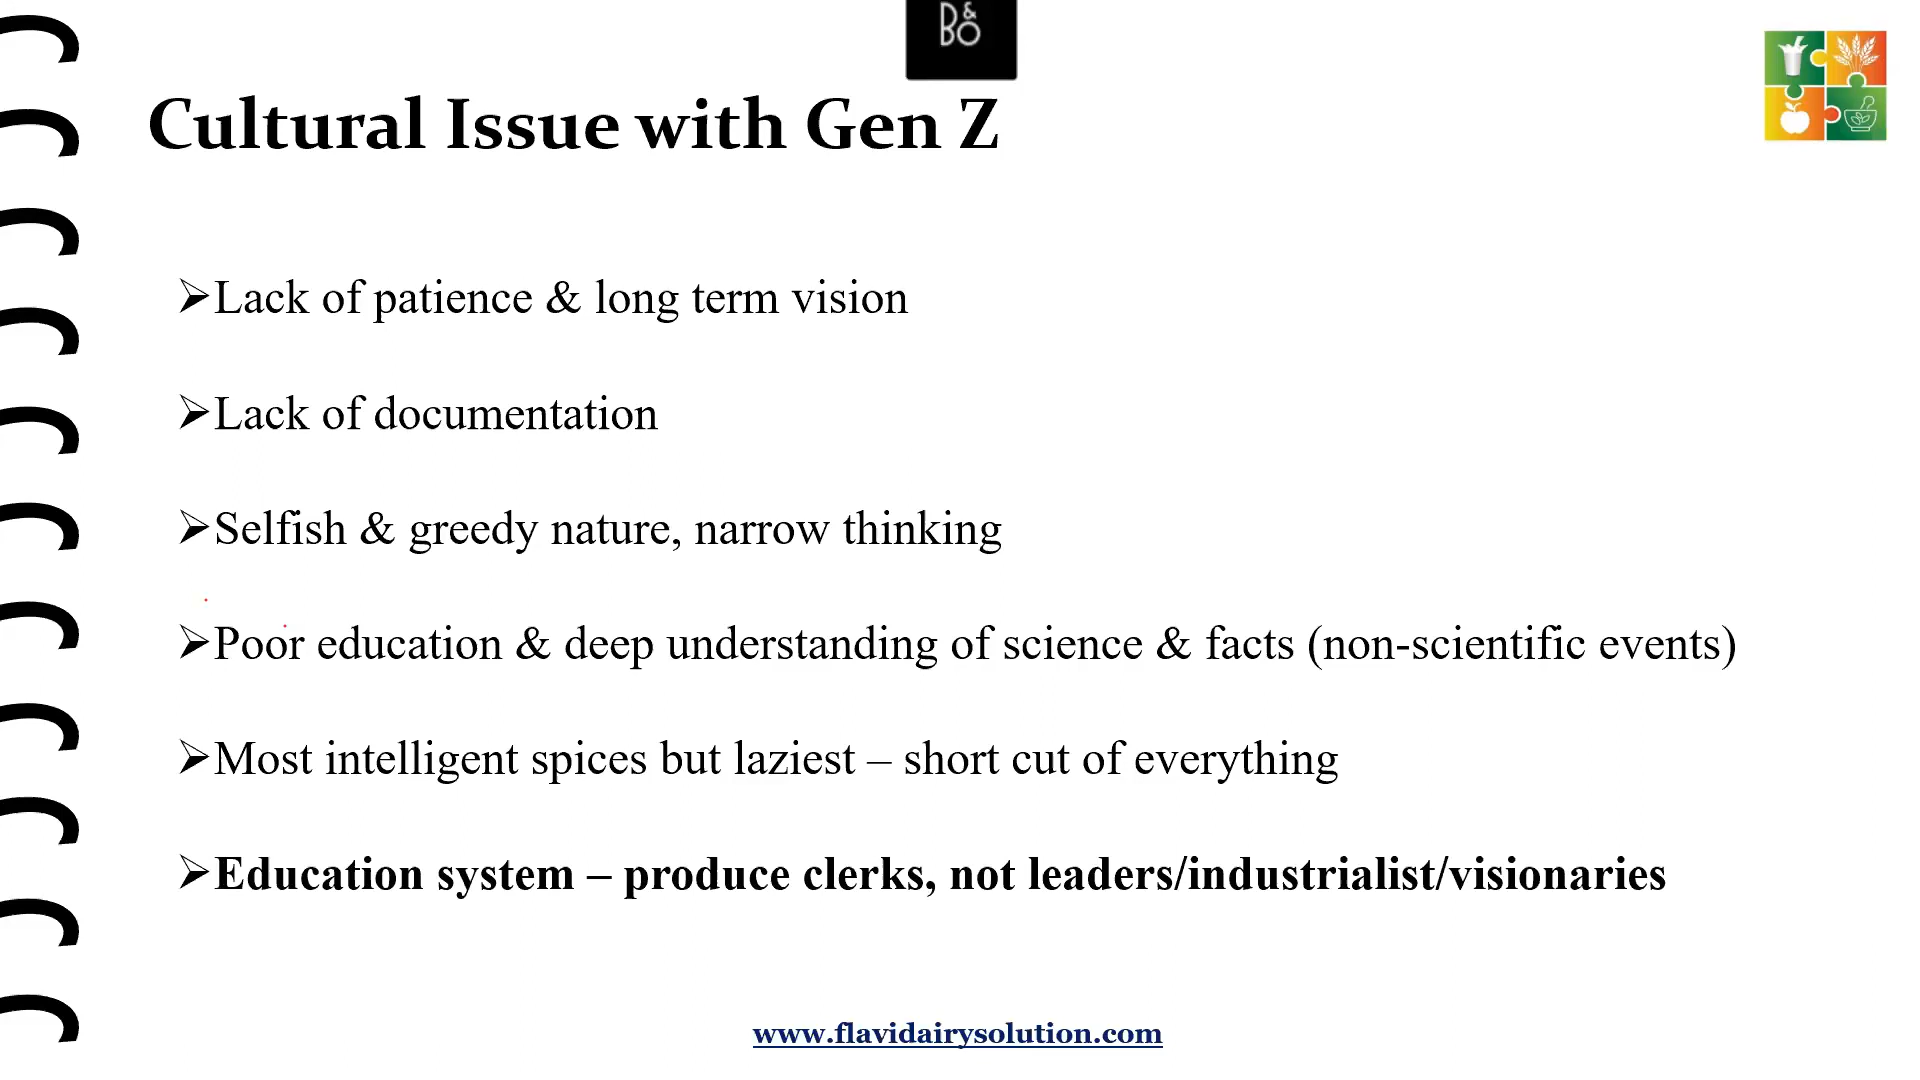 B&O
Cultural Issue with Gen Z
➢Lack of patience & long term vision
➢Lack of documentation
➢Selfish & greedy nature, narrow thinking
➢Poor education & deep understanding of science & facts (non-scientific events)
➢Most intelligent spices but laziest – short cut of everything
➢Education system – produce clerks, not leaders/industrialist/visionaries
www.flavidairysolution.com